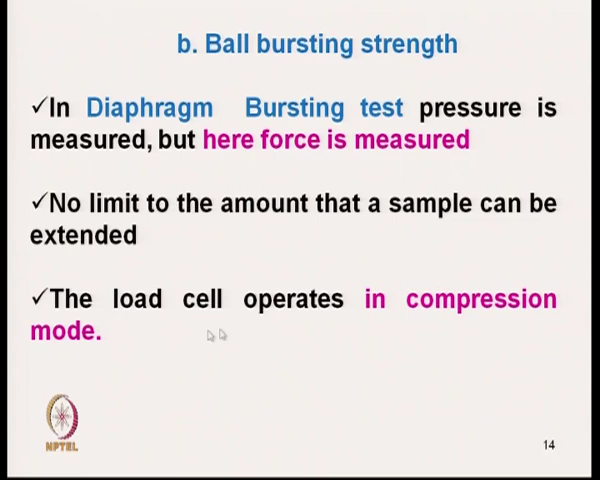 b. Ball bursting strength
✓In Diaphragm Bursting test pressure is
measured, but here force is measured
✓No limit to the amount that a sample can be
extended
✓The load cell operates in compression
mode.
NPTEL
14